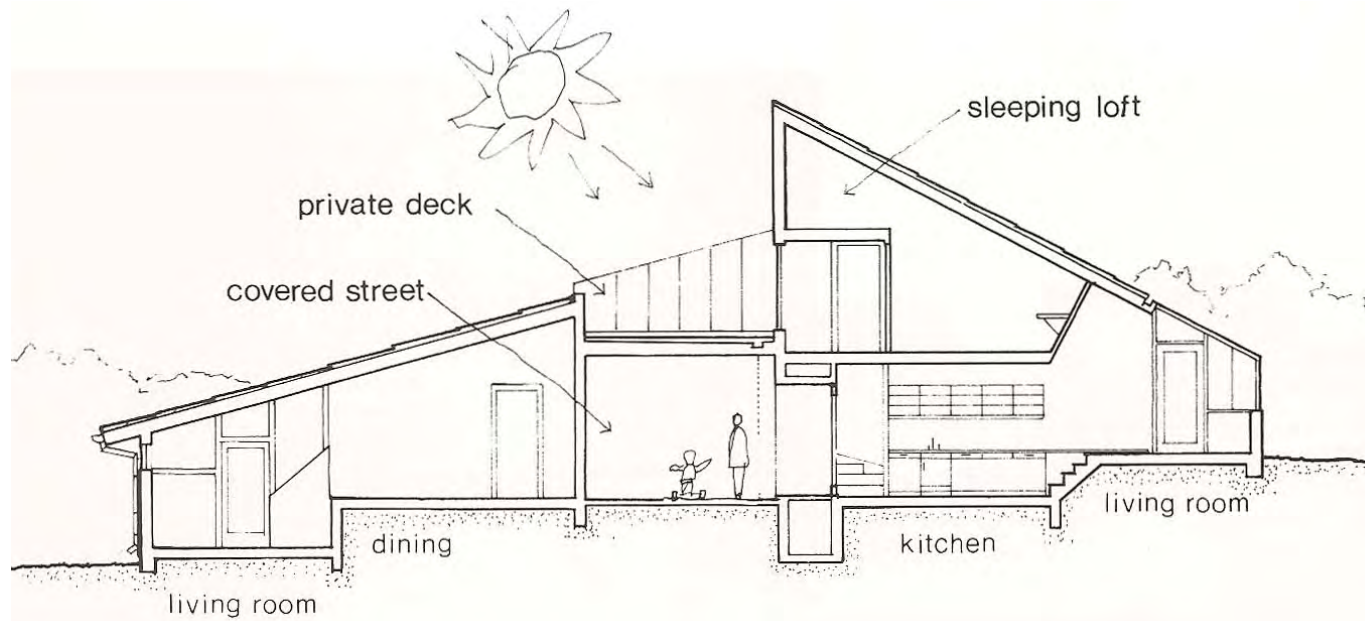 sleeping loft
private deck
covered street
dining
kitchen
living room
living room